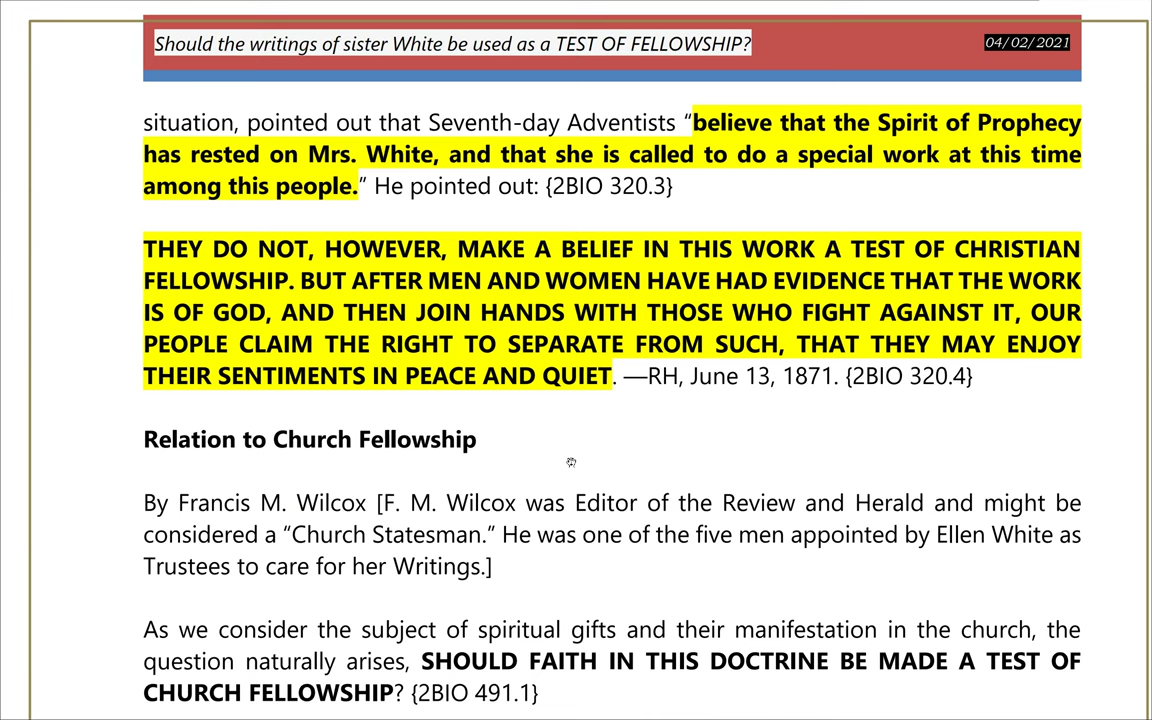 Should the writings of sister White be used as a TEST OF FELLOWSHIP?
04/02/2021
situation, pointed out that Seventh-day Adventists “believe that the Spirit of Prophecy
has rested on Mrs. White, and that she is called to do a special work at this time
among this people.” He pointed out: {2BIO 320.3}
THEY DO NOT, HOWEVER, MAKE A BELIEF IN THIS WORK A TEST OF CHRISTIAN
FELLOWSHIP. BUT AFTER MEN AND WOMEN HAVE HAD EVIDENCE THAT THE WORK
IS OF GOD, AND THEN JOIN HANDS WITH THOSE WHO FIGHT AGAINST IT, OUR
PEOPLE CLAIM THE RIGHT TO SEPARATE FROM SUCH, THAT THEY MAY ENJOY
THEIR SENTIMENTS IN PEACE AND QUIET. —RH, June 13, 1871. {2BIO 320.4}
Relation to Church Fellowship
By Francis M. Wilcox [F. M. Wilcox was Editor of the Review and Herald and might be
considered a “Church Statesman.” He was one of the five men appointed by Ellen White as
Trustees to care for her Writings.]
As we consider the subject of spiritual gifts and their manifestation in the church, the
question naturally arises, SHOULD FAITH IN THIS DOCTRINE BE MADE A TEST OF
CHURCH FELLOWSHIP? {2BIO 491.1}